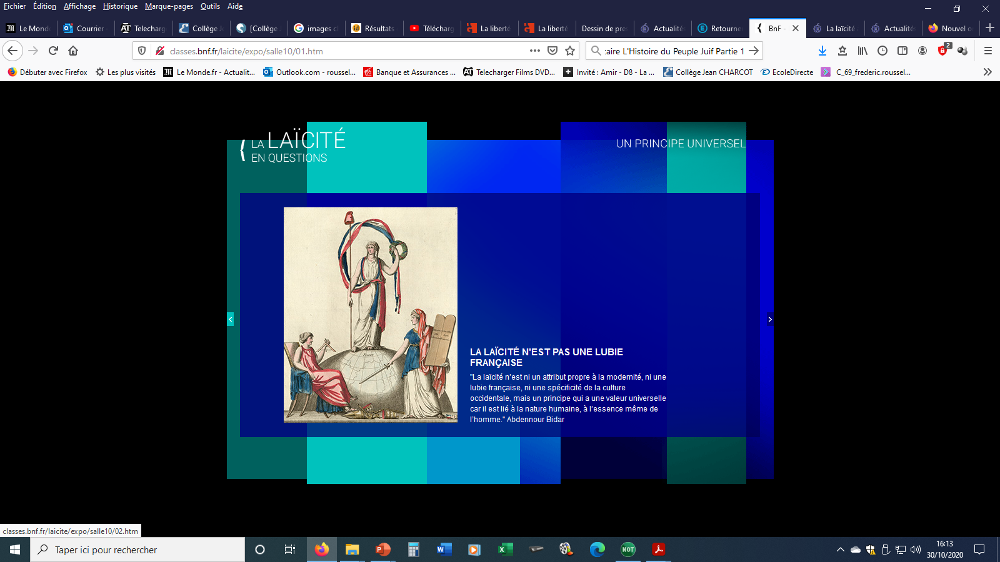 Fichier Édition Affichage Historique Marque-pages Outils Aide
Le Mond Courrier - Telecharg Collège Je [Collège J images cl Résultats Télécharg La liberté La liberté Dessin de pre Actualités Retourne BnF - La laïcité Actualités Nouvel o
classes.bnf.fr/laicite/expo/salle10/01.htm :aire L'Histoire du Peuple Juif Partie 1 2
Débuter avec Firefox Les plus visités Le Monde.fr - Actualit... Outlook.com - roussel... Banque et Assurances ... Telecharger Films DVD... Invité : Amir - D8 - La ... Collège Jean CHARCOT EcoleDirecte C_69_frederic.roussel...
LA LAÏCITÉ
EN QUESTIONS
UN PRINCIPE UNIVERSEL
LA LAÏCITÉ N'EST PAS UNE LUBIE
FRANÇAISE
"La laïcité n'est ni un attribut propre à la modernité, ni une
lubie française, ni une spécificité de la culture
occidentale, mais un principe qui a une valeur universelle
car il est lié à la nature humaine, à l'essence même de
l'homme." Abdennour Bidar
classes.bnf.fr/laicite/expo/salle10/02.htm
Taper ici pour rechercher
NOT
16:13
30/10/2020